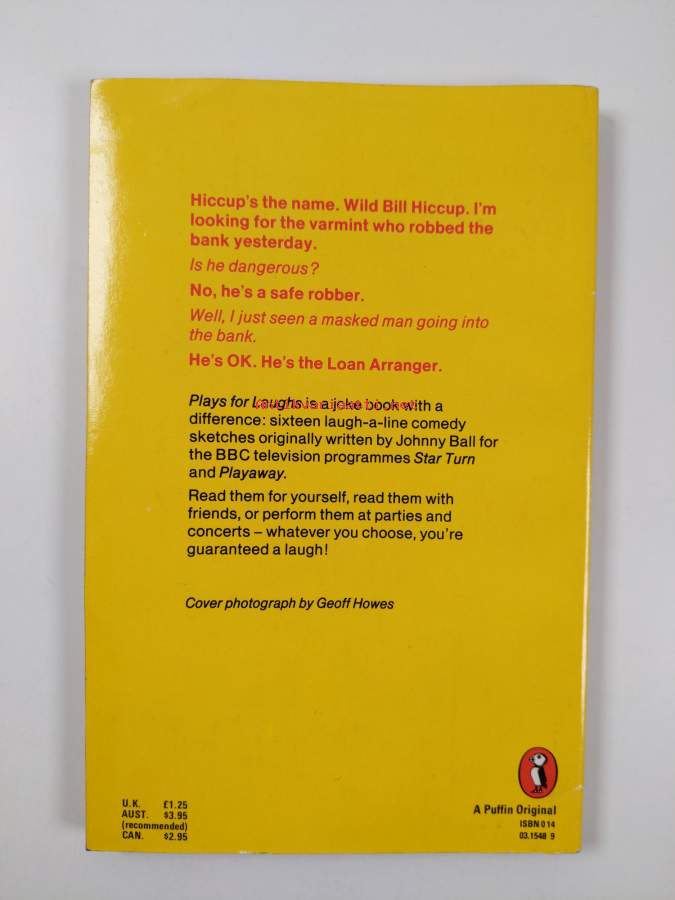 Hiccup's the name. Wild Bill Hiccup. I'm
looking for the varmint who robbed the
bank yesterday.
Is he dangerous?
No, he's a safe robber.
Well, I just seen a masked man going into
the bank.
He's OK. He's the Loan Arranger.
Plays for Laughs is a joke book with a
difference: sixteen laugh-a-line comedy
sketches originally written by Johnny Ball for
the BBC television programmes Star Turn
and Playaway.
Read them for yourself, read them with
friends, or perform them at parties and
concerts – whatever you choose, you're
guaranteed a laugh!
Cover photograph by Geoff Howes
U.K. £1.25
AUST. $3.95
(recommended)
CAN. $2.95
A Puffin Original
ISBN 0 14
03.1548 9